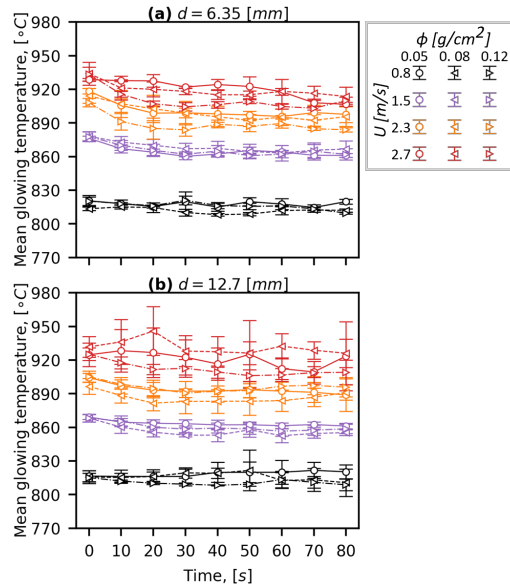 (a) d = 6.35 [mm]
Mean glowing temperature, [∘C]
980
950
920
890
860
830
800
770
ϕ [g/cm²]
0.05 0.08 0.12
U [m/s]
0.8
1.5
2.3
2.7
(b) d = 12.7 [mm]
Mean glowing temperature, [∘C]
980
950
920
890
860
830
800
770
0 10 20 30 40 50 60 70 80
Time, [s]